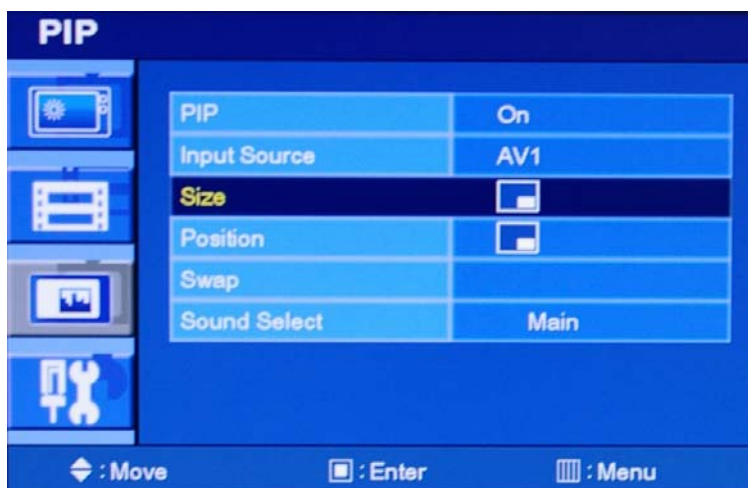 PIP
PIP On
Input Source AV1
Size
Position
Swap
Sound Select Main
: Move : Enter : Menu